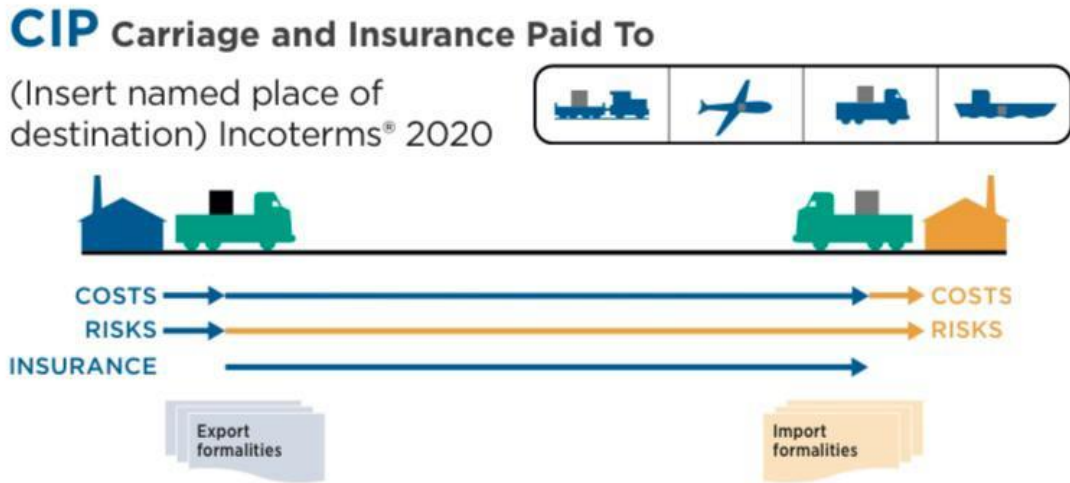 CIP Carriage and Insurance Paid To
(Insert named place of
destination) Incoterms® 2020
COSTS COSTS
RISKS RISKS
INSURANCE
Export
formalities
Import
formalities